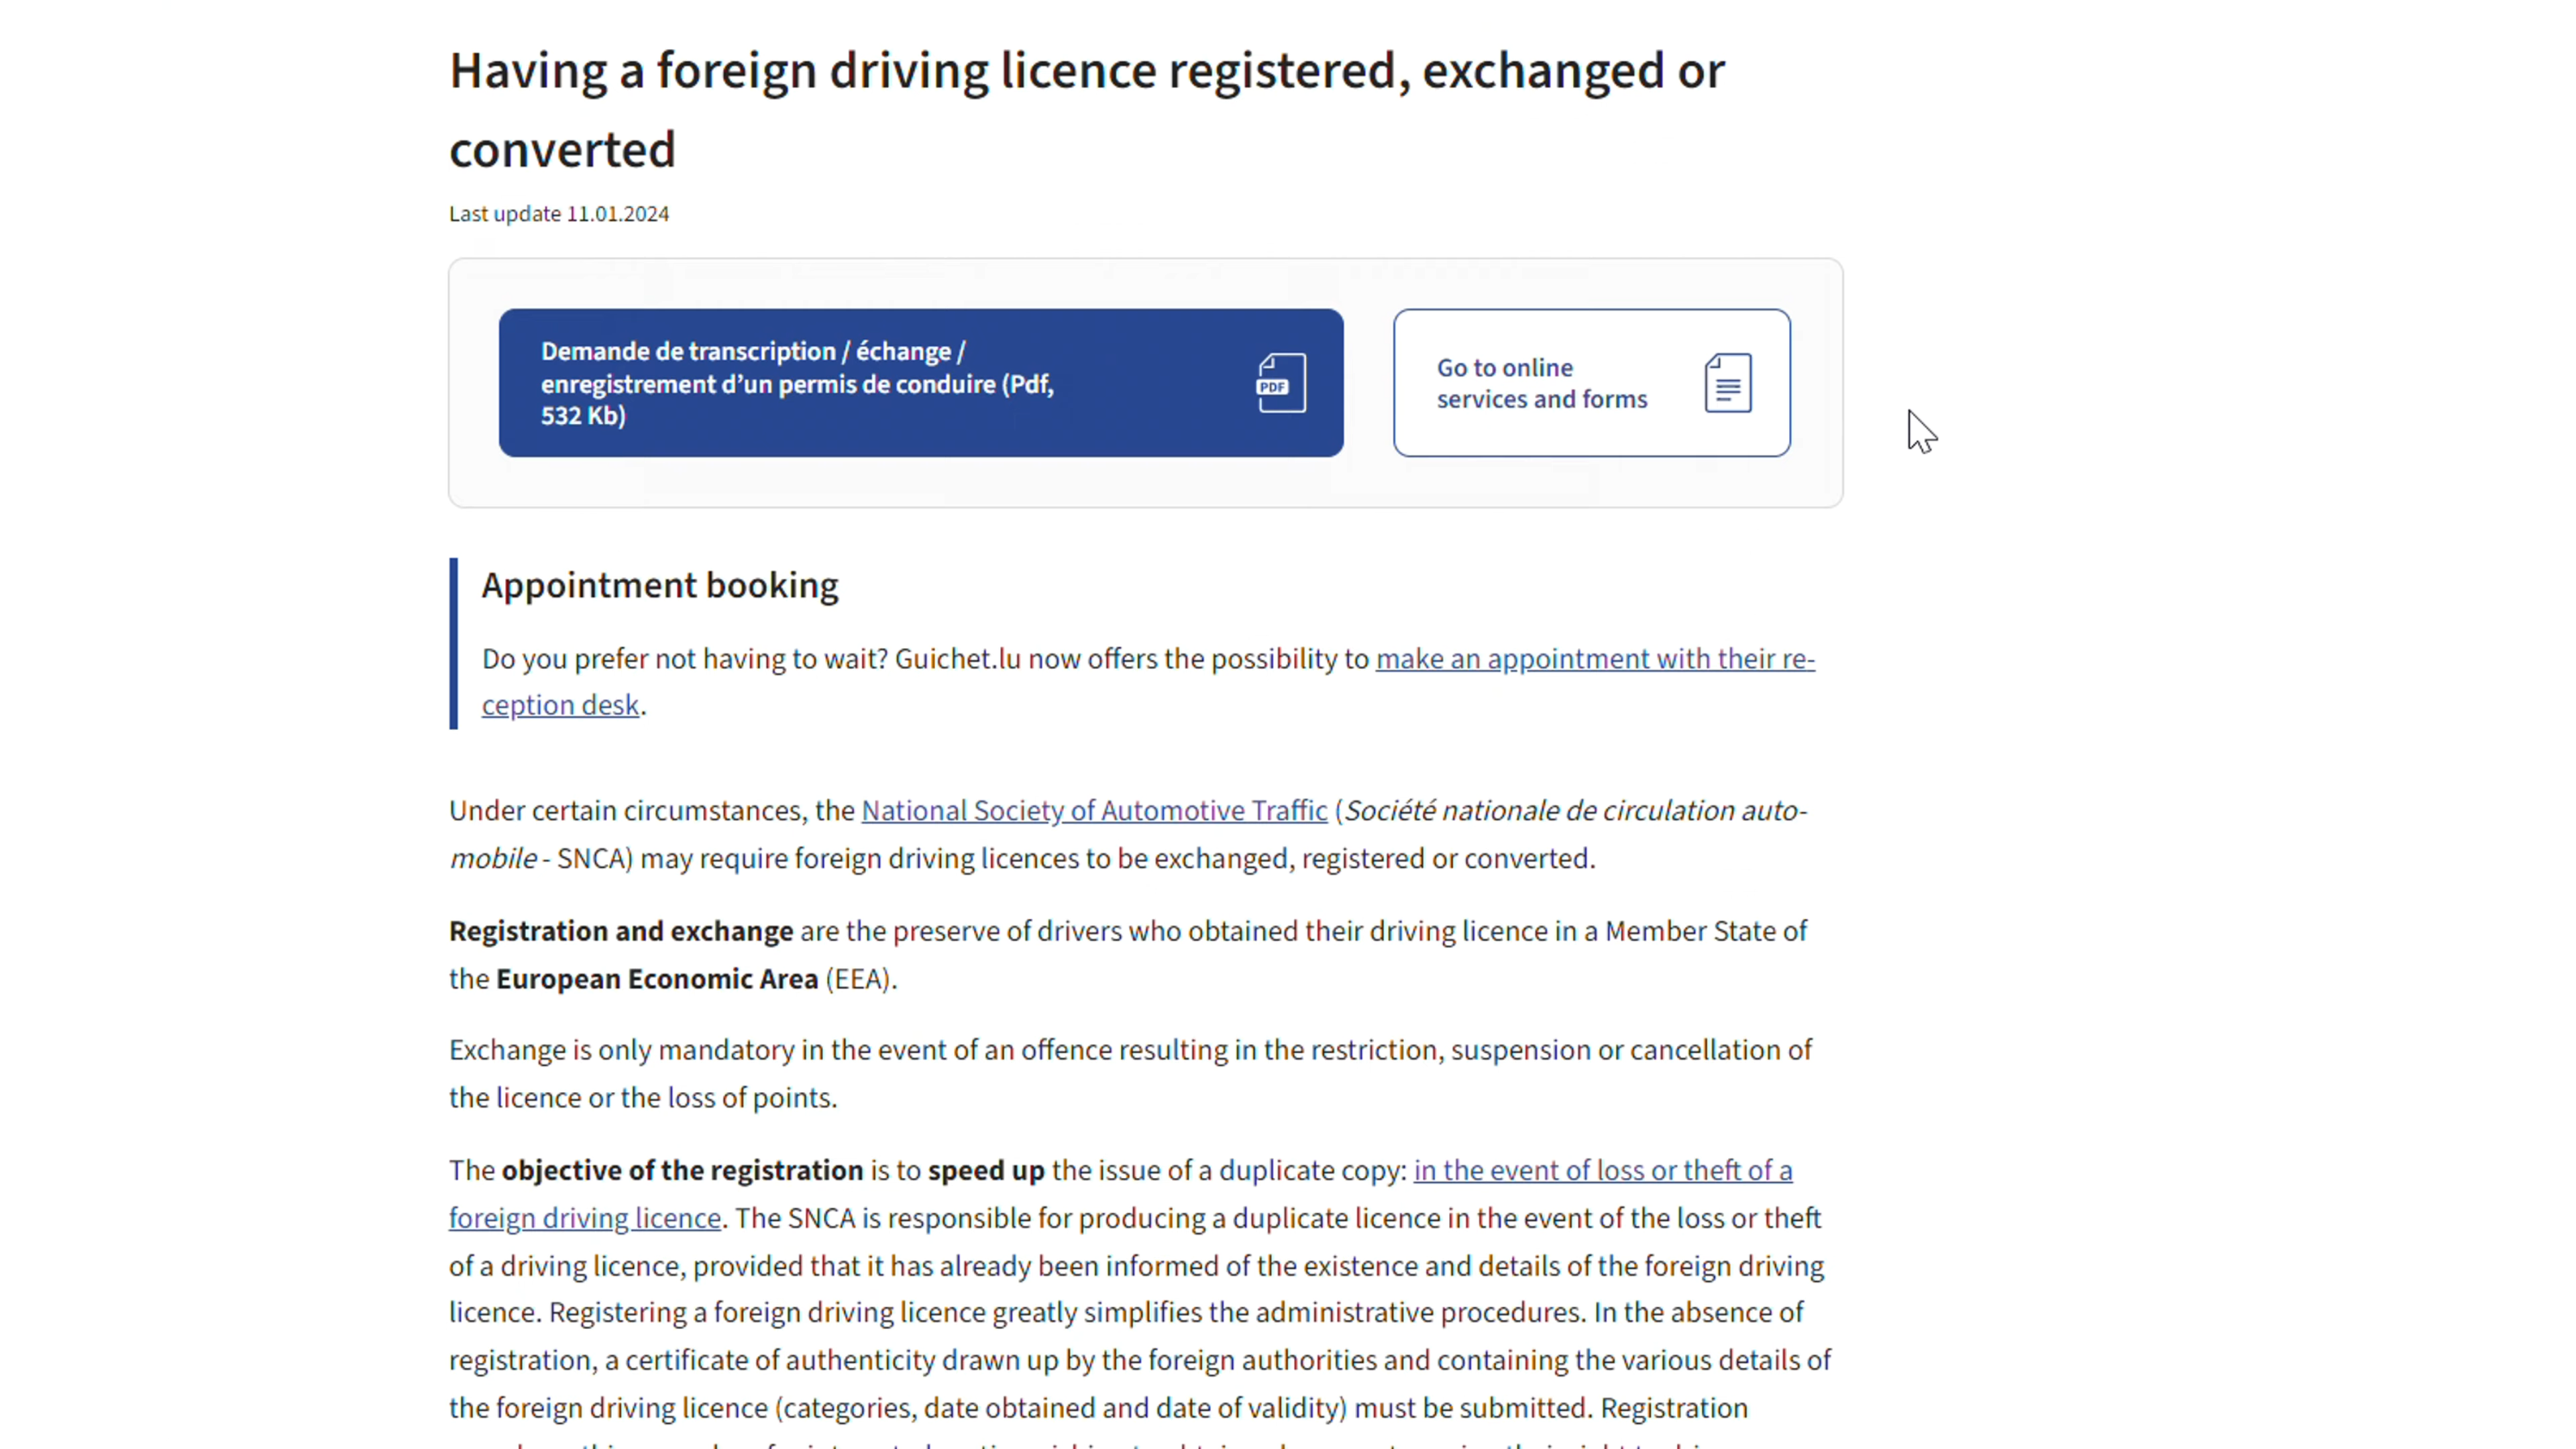 Having a foreign driving licence registered, exchanged or
converted
Last update 11.01.2024
Demande de transcription / échange /
enregistrement d’un permis de conduire (Pdf,
532 Kb)
PDF
Go to online
services and forms
Appointment booking
Do you prefer not having to wait? Guichet.lu now offers the possibility to make an appointment with their re-
ception desk.
Under certain circumstances, the National Society of Automotive Traffic (Société nationale de circulation auto-
mobile - SNCA) may require foreign driving licences to be exchanged, registered or converted.
Registration and exchange are the preserve of drivers who obtained their driving licence in a Member State of
the European Economic Area (EEA).
Exchange is only mandatory in the event of an offence resulting in the restriction, suspension or cancellation of
the licence or the loss of points.
The objective of the registration is to speed up the issue of a duplicate copy: in the event of loss or theft of a
foreign driving licence. The SNCA is responsible for producing a duplicate licence in the event of the loss or theft
of a driving licence, provided that it has already been informed of the existence and details of the foreign driving
licence. Registering a foreign driving licence greatly simplifies the administrative procedures. In the absence of
registration, a certificate of authenticity drawn up by the foreign authorities and containing the various details of
the foreign driving licence (categories, date obtained and date of validity) must be submitted. Registration